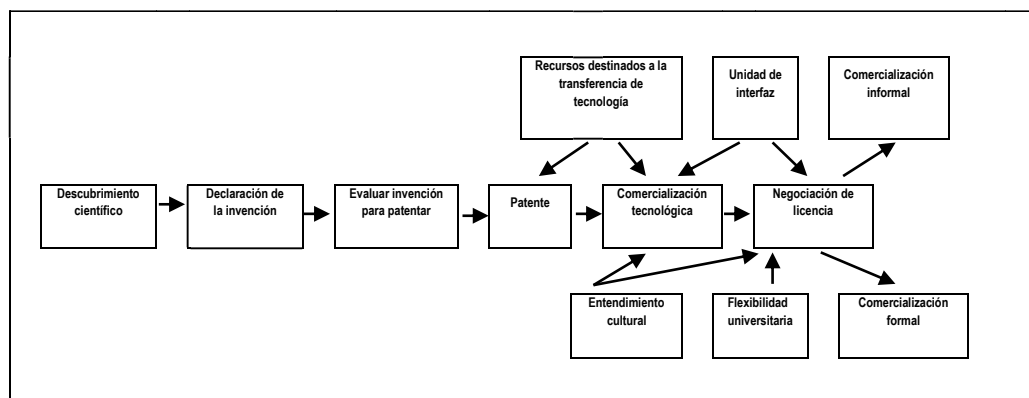 Recursos destinados a la
transferencia de
tecnología
Unidad de
interfaz
Comercialización
informal
Descubrimiento
científico
Declaración de
la invención
Evaluar invención
para patentar
Patente
Comercialización
tecnológica
Negociación de
licencia
Entendimiento
cultural
Flexibilidad
universitaria
Comercialización
formal